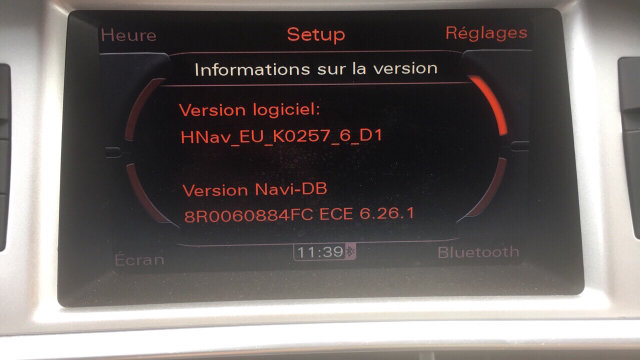 Heure Setup Réglages
Informations sur la version
Version logiciel:
HNav_EU_K0257_6_D1
Version Navi-DB
8R0060884FC ECE 6.26.1
Écran 11:39 Bluetooth